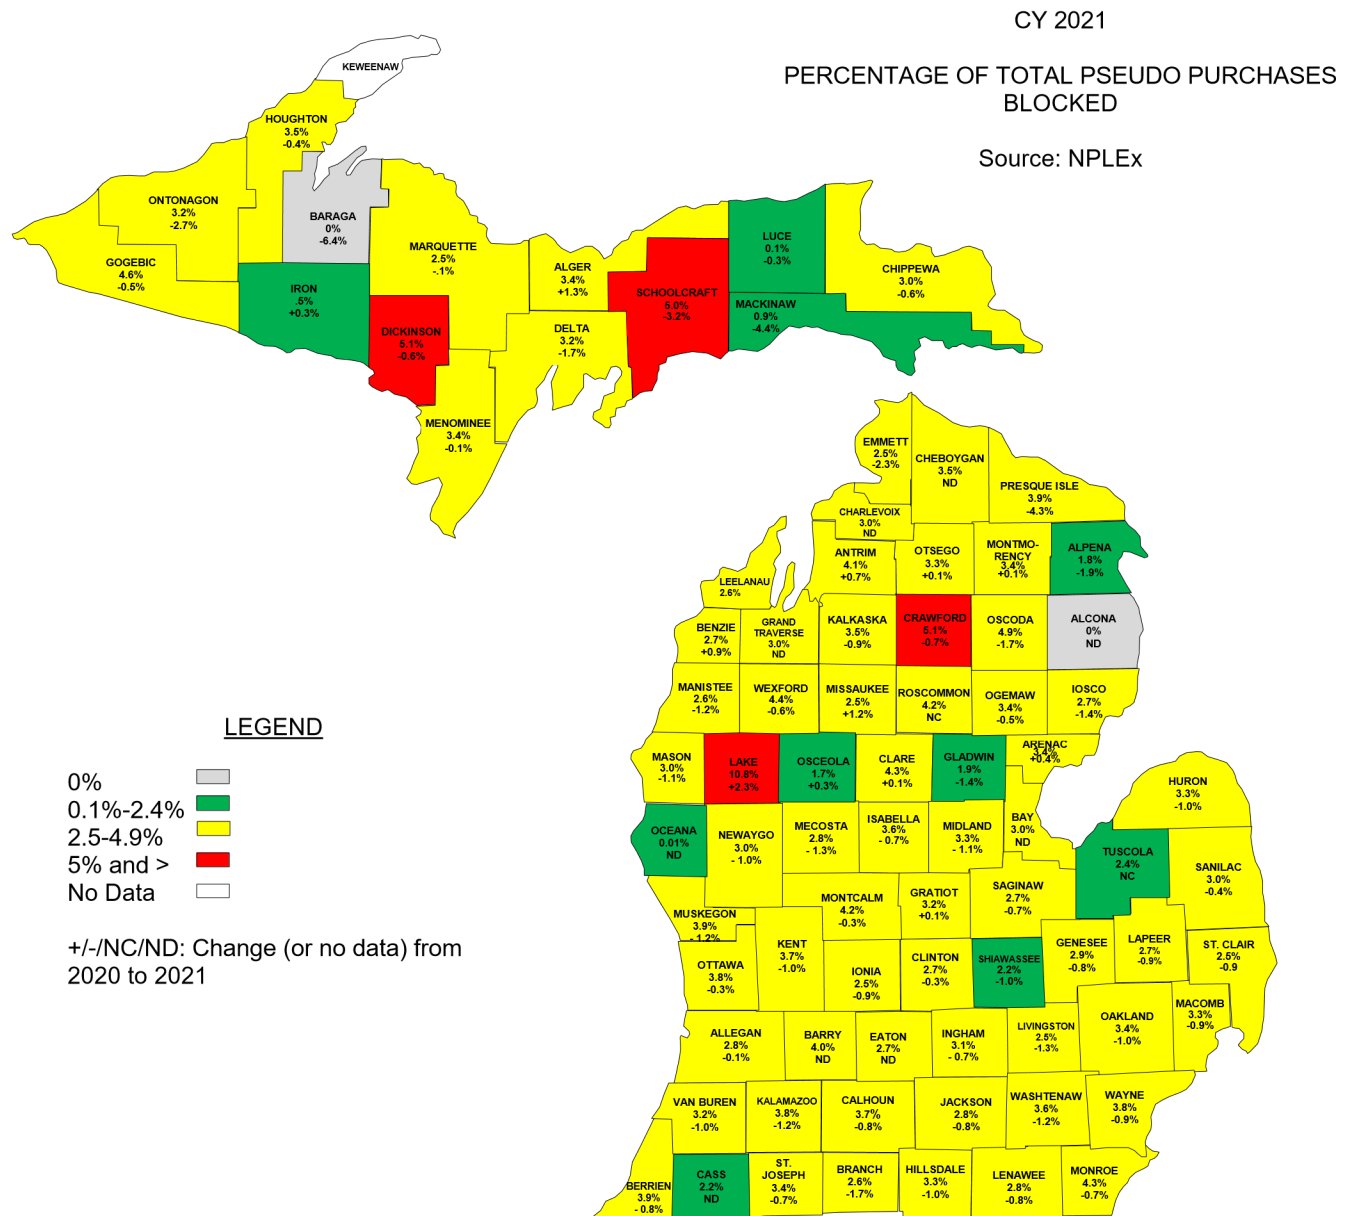 CY 2021
PERCENTAGE OF TOTAL PSEUDO PURCHASES
BLOCKED
Source: NPLEx
KEWEENAW
HOUGHTON
3.5%
-0.4%
ONTONAGON
3.2%
-2.7%
BARAGA
0%
-6.4%
GOGEBIC
4.6%
-0.5%
IRON
.5%
+0.3%
MARQUETTE
2.5%
-.1%
DICKINSON
5.1%
-0.6%
MENOMINEE
3.4%
-0.1%
ALGER
3.4%
+1.3%
DELTA
3.2%
-1.7%
SCHOOLCRAFT
5.0%
-3.2%
LUCE
0.1%
-0.3%
MACKINAW
0.9%
-4.4%
CHIPPEWA
3.0%
-0.6%
EMMETT
2.5%
-2.3%
CHEBOYGAN
3.5%
ND
PRESQUE ISLE
3.9%
-4.3%
CHARLEVOIX
3.0%
ND
ANTRIM
4.1%
+0.7%
OTSEGO
3.3%
+0.1%
MONTMO-
RENCY
3.4%
+0.1%
ALPENA
1.8%
-1.9%
LEELANAU
2.6%
BENZIE
2.7%
+0.9%
GRAND
TRAVERSE
3.0%
ND
KALKASKA
3.5%
-0.9%
CRAWFORD
5.1%
-0.7%
OSCODA
4.9%
-1.7%
ALCONA
0%
ND
MANISTEE
2.6%
-1.2%
WEXFORD
4.4%
-0.6%
MISSAUKEE
2.5%
+1.2%
ROSCOMMON
4.2%
NC
OGEMAW
3.4%
-0.5%
IOSCO
2.7%
-1.4%
MASON
3.0%
-1.1%
LAKE
10.8%
+2.3%
OSCEOLA
1.7%
+0.3%
CLARE
4.3%
+0.1%
GLADWIN
1.9%
-1.4%
ARENAC
3.4%
+0.4%
HURON
3.3%
-1.0%
OCEANA
0.01%
ND
NEWAYGO
3.0%
- 1.0%
MECOSTA
2.8%
- 1.3%
ISABELLA
3.6%
- 0.7%
MIDLAND
3.3%
- 1.1%
BAY
3.0%
ND
TUSCOLA
2.4%
NC
SANILAC
3.0%
-0.4%
MUSKEGON
3.9%
- 1.2%
MONTCALM
4.2%
-0.3%
GRATIOT
3.2%
+0.1%
SAGINAW
2.7%
-0.7%
OTTAWA
3.8%
-0.3%
KENT
3.7%
-1.0%
IONIA
2.5%
-0.9%
CLINTON
2.7%
-0.3%
SHIAWASSEE
2.2%
-1.0%
GENESEE
2.9%
-0.8%
LAPEER
2.7%
-0.9%
ST. CLAIR
2.5%
-0.9
ALLEGAN
2.8%
-0.1%
BARRY
4.0%
ND
EATON
2.7%
ND
INGHAM
3.1%
- 0.7%
LIVINGSTON
2.5%
-1.3%
OAKLAND
3.4%
-1.0%
MACOMB
3.3%
-0.9%
VAN BUREN
3.2%
-1.0%
KALAMAZOO
3.8%
-1.2%
CALHOUN
3.7%
-0.8%
JACKSON
2.8%
-0.8%
WASHTENAW
3.6%
-1.2%
WAYNE
3.8%
-0.9%
BERRIEN
3.9%
- 0.8%
CASS
2.2%
ND
ST.
JOSEPH
3.4%
-0.7%
BRANCH
2.6%
-1.7%
HILLSDALE
3.3%
-1.0%
LENAWEE
2.8%
-0.8%
MONROE
4.3%
-0.7%
LEGEND
0%
0.1%-2.4%
2.5-4.9%
5% and >
No Data
+/-/NC/ND: Change (or no data) from
2020 to 2021